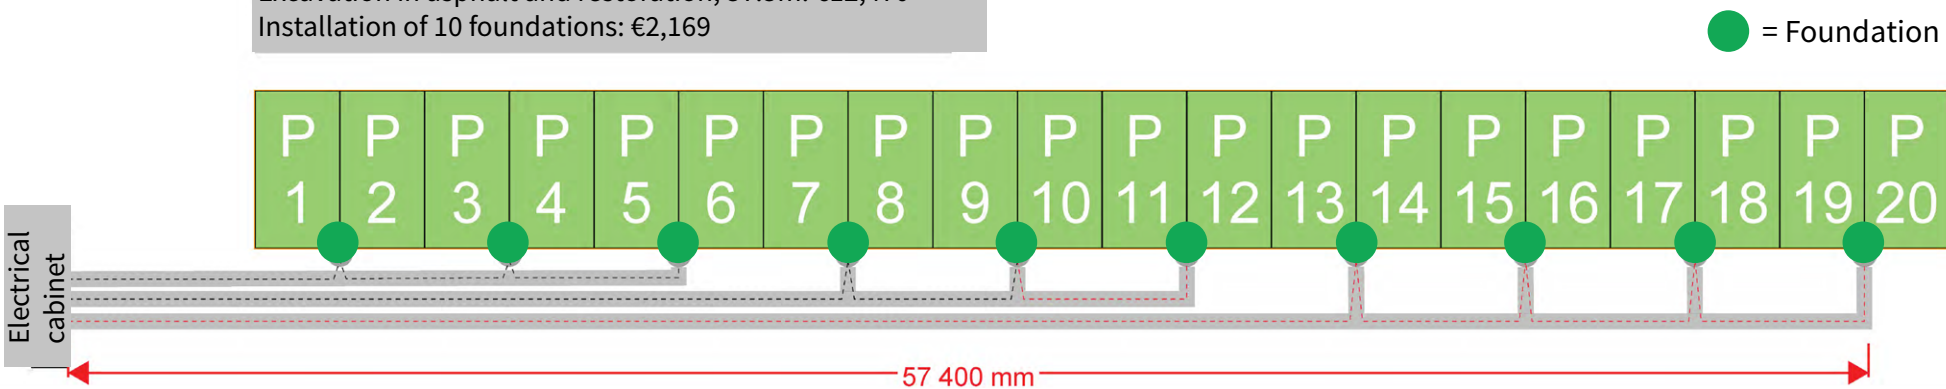 Installation of 10 foundations: €2,169
= Foundation
P P P P P P P P P P P P P P P P P P P P
1 2 3 4 5 6 7 8 9 10 11 12 13 14 15 16 17 18 19 20
Electrical
cabinet
57 400 mm